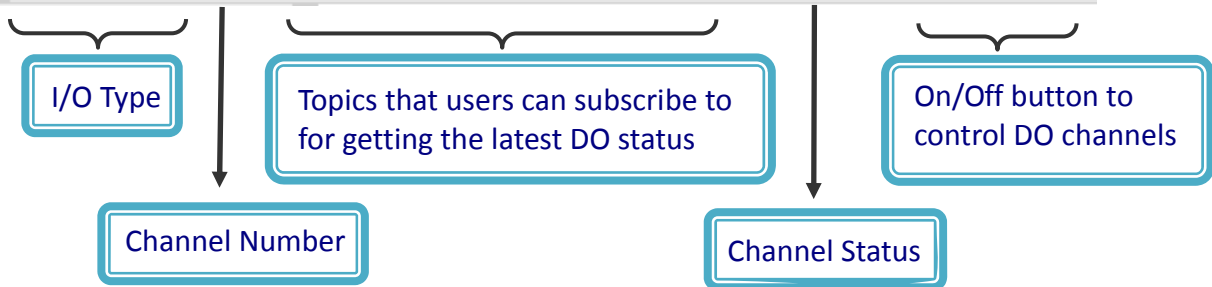 I/O Type
Topics that users can subscribe to
for getting the latest DO status
On/Off button to
control DO channels
Channel Number
Channel Status